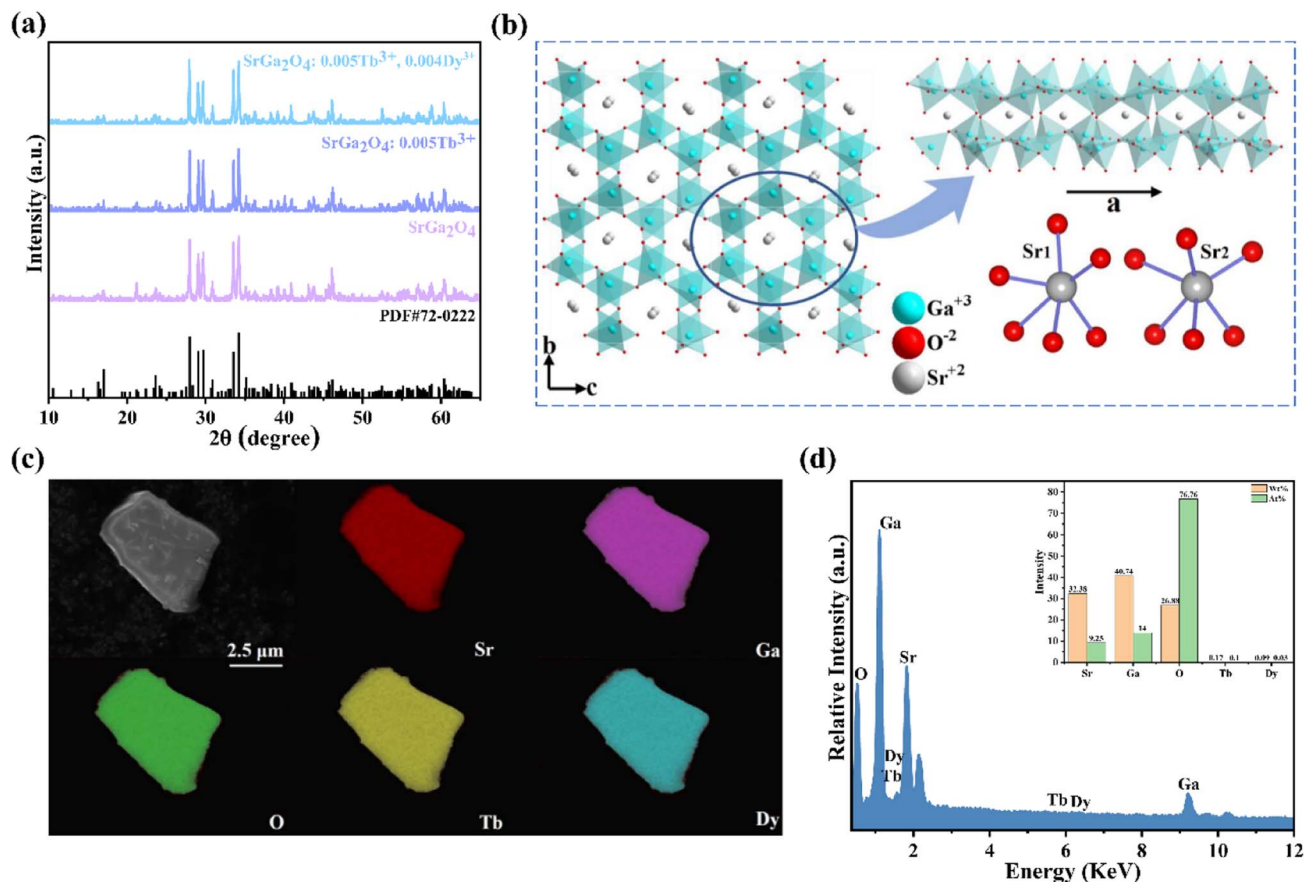 (a)
SrGa₂O₄: 0.005Tb³⁺, 0.004Dy³⁺
SrGa₂O₄: 0.005Tb³⁺
SrGa₂O₄
PDF#72-0222
Intensity (a.u.)
10 20 30 40 50 60
2θ (degree)
(b)
b
c
a
Sr1
Sr2
Ga⁺³
O⁻²
Sr⁺²
(c)
2.5 μm
Sr
Ga
O
Tb
Dy
(d)
Relative Intensity (a.u.)
O
Ga
Dy
Tb
Sr
Tb Dy
Ga
2 4 6 8 10 12
Energy (KeV)
Wt%
At%
Intensity
80
70
60
50
40
30
20
10
0
32.38
9.25
40.74
14
26.88
76.76
0.17 0.1
0.09 0.03
Sr Ga O Tb Dy